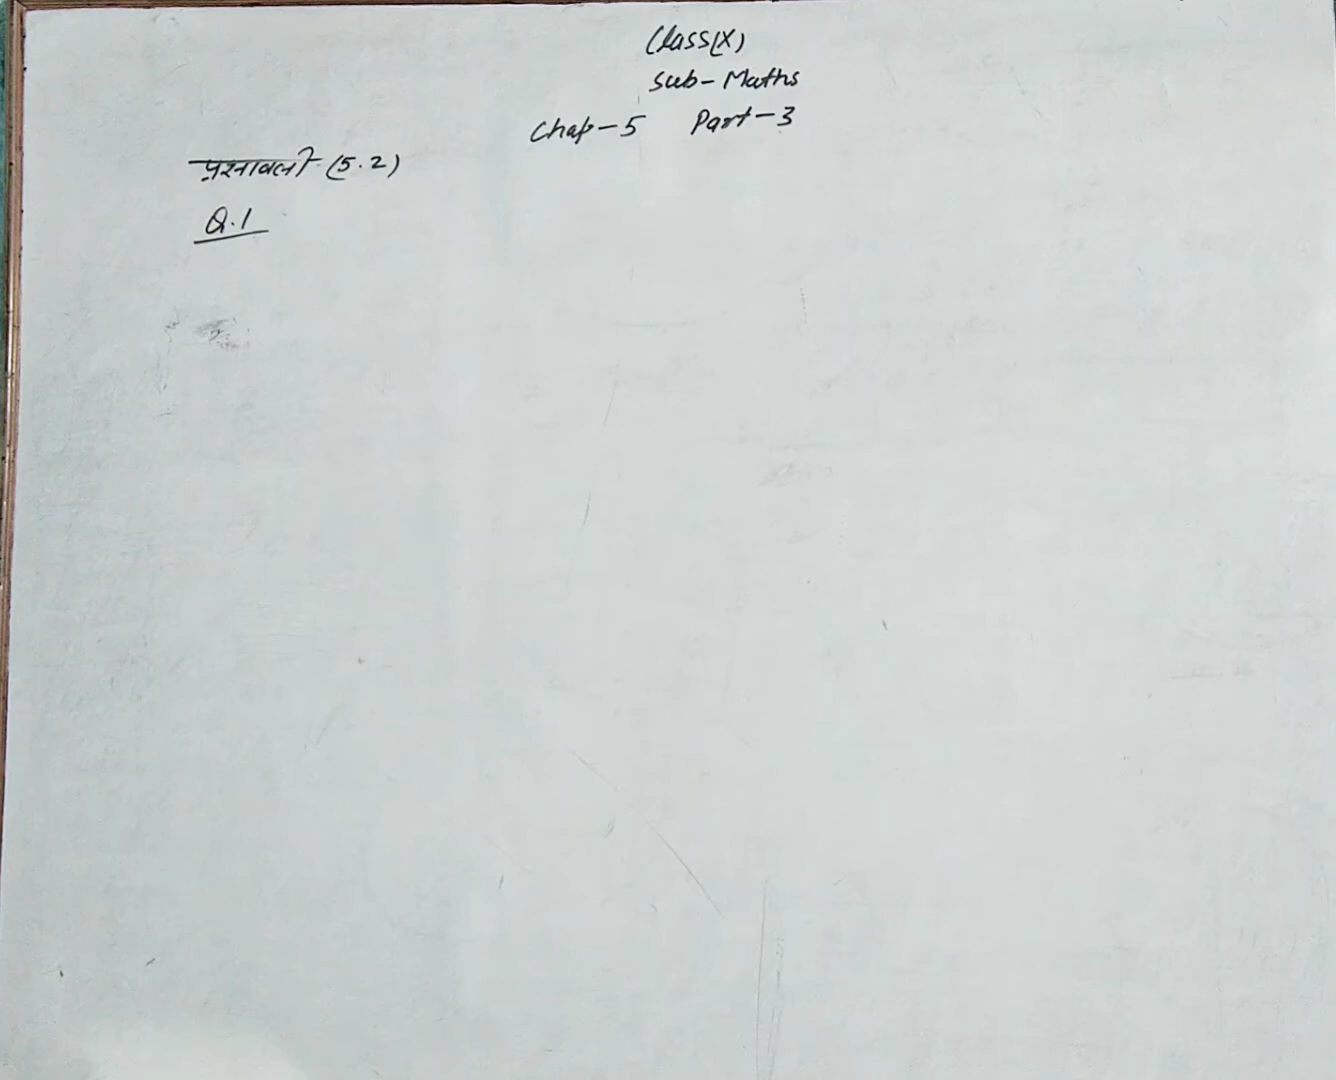 Class(X)
Sub-Maths
Chap-5 Part-3
प्रश्नावली (5.2)
Q.1